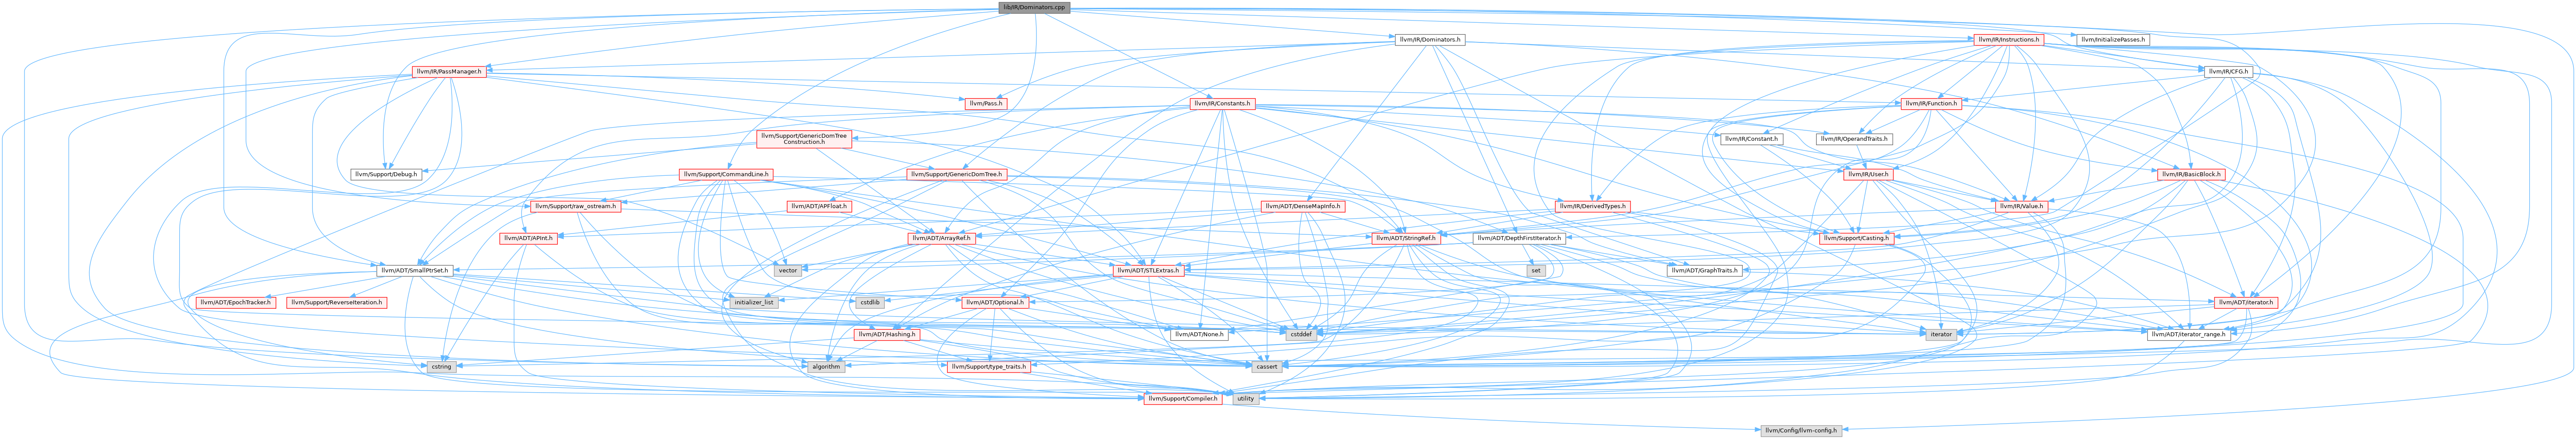 lib/IR/Dominators.cpp
llvm/IR/Dominators.h
llvm/IR/Instructions.h
llvm/InitializePasses.h
llvm/IR/PassManager.h
llvm/IR/CFG.h
llvm/Pass.h
llvm/IR/Constants.h
llvm/IR/Function.h
llvm/Support/GenericDomTree
Construction.h
llvm/IR/Constant.h
llvm/IR/OperandTraits.h
llvm/Support/Debug.h
llvm/Support/CommandLine.h
llvm/Support/GenericDomTree.h
llvm/IR/User.h
llvm/IR/BasicBlock.h
llvm/Support/raw_ostream.h
llvm/ADT/APFloat.h
llvm/ADT/DenseMapInfo.h
llvm/IR/DerivedTypes.h
llvm/IR/Value.h
llvm/ADT/APInt.h
llvm/ADT/ArrayRef.h
llvm/ADT/StringRef.h
llvm/ADT/DepthFirstIterator.h
llvm/Support/Casting.h
llvm/ADT/SmallPtrSet.h
vector
llvm/ADT/STLExtras.h
set
llvm/ADT/GraphTraits.h
llvm/ADT/EpochTracker.h
llvm/Support/ReverseIteration.h
initializer_list
cstdlib
llvm/ADT/Optional.h
llvm/ADT/iterator.h
llvm/ADT/Hashing.h
llvm/ADT/None.h
cstddef
iterator
llvm/ADT/iterator_range.h
cstring
algorithm
llvm/Support/type_traits.h
cassert
llvm/Support/Compiler.h
utility
llvm/Config/llvm-config.h